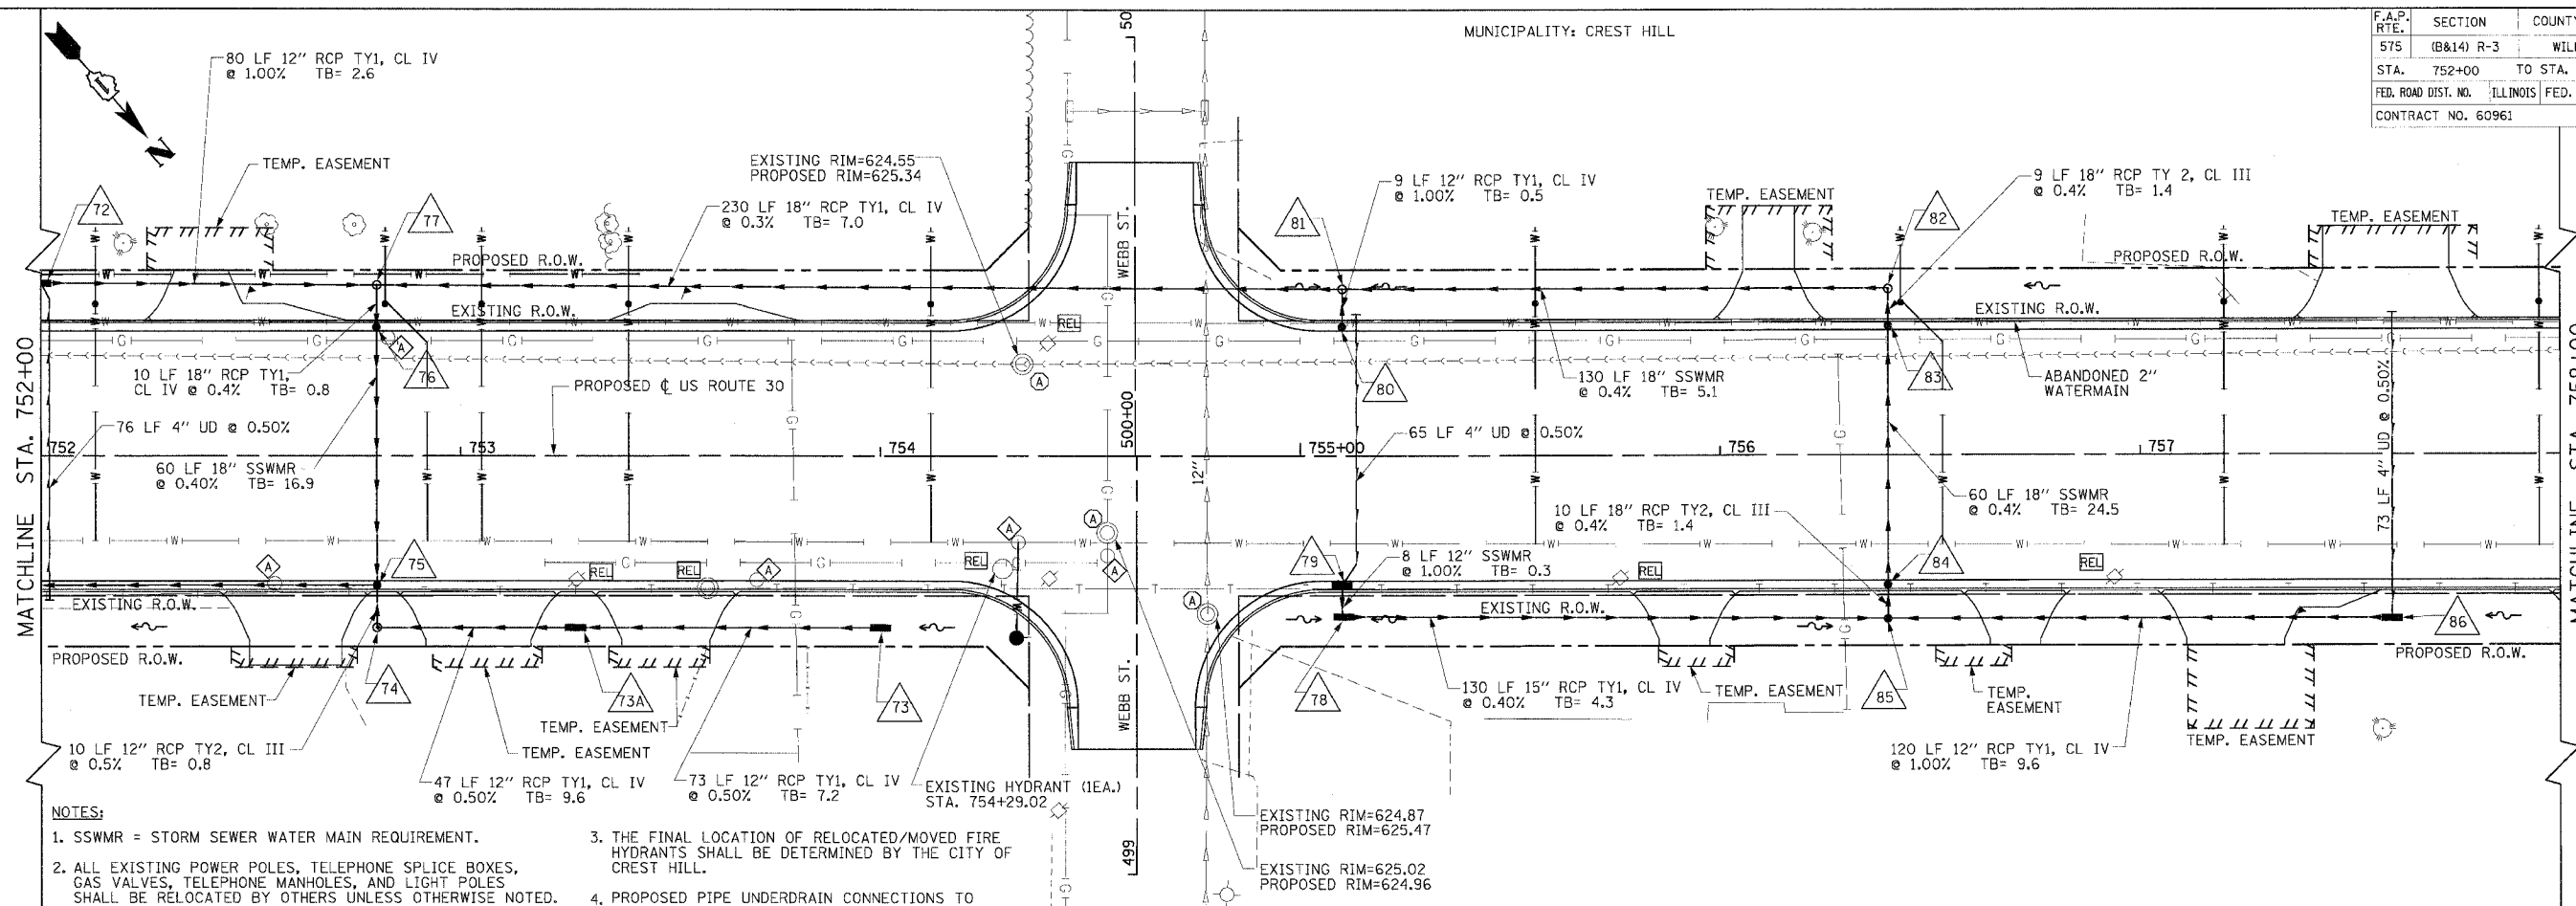 MUNICIPALITY: CREST HILL
F.A.P. RTE. SECTION COUNTY
575 (B&14) R-3 WILL
STA. 752+00 TO STA.
FED. ROAD DIST. NO. ILLINOIS FED.
CONTRACT NO. 60961
N
80 LF 12" RCP TY1, CL IV
@ 1.00% TB= 2.6
TEMP. EASEMENT
72
77
EXISTING RIM=624.55
PROPOSED RIM=625.34
230 LF 18" RCP TY1, CL IV
@ 0.3% TB= 7.0
50
WEBB ST.
9 LF 12" RCP TY1, CL IV
@ 1.00% TB= 0.5
81
TEMP. EASEMENT
82
9 LF 18" RCP TY 2, CL III
@ 0.4% TB= 1.4
TEMP. EASEMENT
PROPOSED R.O.W.
PROPOSED R.O.W.
EXISTING R.O.W.
EXISTING R.O.W.
REL
A
76
10 LF 18" RCP TY1,
CL IV @ 0.4% TB= 0.8
PROPOSED ℄ US ROUTE 30
A
80
130 LF 18" SSWMR
@ 0.4% TB= 5.1
83
ABANDONED 2"
WATERMAIN
MATCHLINE STA. 752+00
76 LF 4" UD @ 0.50%
752
753
754
500+00
755+00
756
757
65 LF 4" UD @ 0.50%
73 LF 4" UD @ 0.50%
MATCHLINE STA. 758+00
60 LF 18" SSWMR
@ 0.40% TB= 16.9
12"
60 LF 18" SSWMR
@ 0.4% TB= 24.5
10 LF 18" RCP TY2, CL III
@ 0.4% TB= 1.4
A
75
REL
REL
A
REL
A
A
A
79
8 LF 12" SSWMR
@ 1.00% TB= 0.3
REL
84
REL
EXISTING R.O.W.
A
EXISTING R.O.W.
86
PROPOSED R.O.W.
PROPOSED R.O.W.
TEMP. EASEMENT
74
73A
73
TEMP. EASEMENT
TEMP. EASEMENT
WEBB ST.
78
130 LF 15" RCP TY1, CL IV
@ 0.40% TB= 4.3
TEMP. EASEMENT
85
TEMP.
EASEMENT
TEMP. EASEMENT
10 LF 12" RCP TY2, CL III
@ 0.5% TB= 0.8
47 LF 12" RCP TY1, CL IV
@ 0.50% TB= 9.6
73 LF 12" RCP TY1, CL IV
@ 0.50% TB= 7.2
EXISTING HYDRANT (1EA.)
STA. 754+29.02
120 LF 12" RCP TY1, CL IV
@ 1.00% TB= 9.6
499
EXISTING RIM=624.87
PROPOSED RIM=625.47
EXISTING RIM=625.02
PROPOSED RIM=624.96
NOTES:
1. SSWMR = STORM SEWER WATER MAIN REQUIREMENT.
2. ALL EXISTING POWER POLES, TELEPHONE SPLICE BOXES,
GAS VALVES, TELEPHONE MANHOLES, AND LIGHT POLES
SHALL BE RELOCATED BY OTHERS UNLESS OTHERWISE NOTED.
3. THE FINAL LOCATION OF RELOCATED/MOVED FIRE
HYDRANTS SHALL BE DETERMINED BY THE CITY OF
CREST HILL.
4. PROPOSED PIPE UNDERDRAIN CONNECTIONS TO